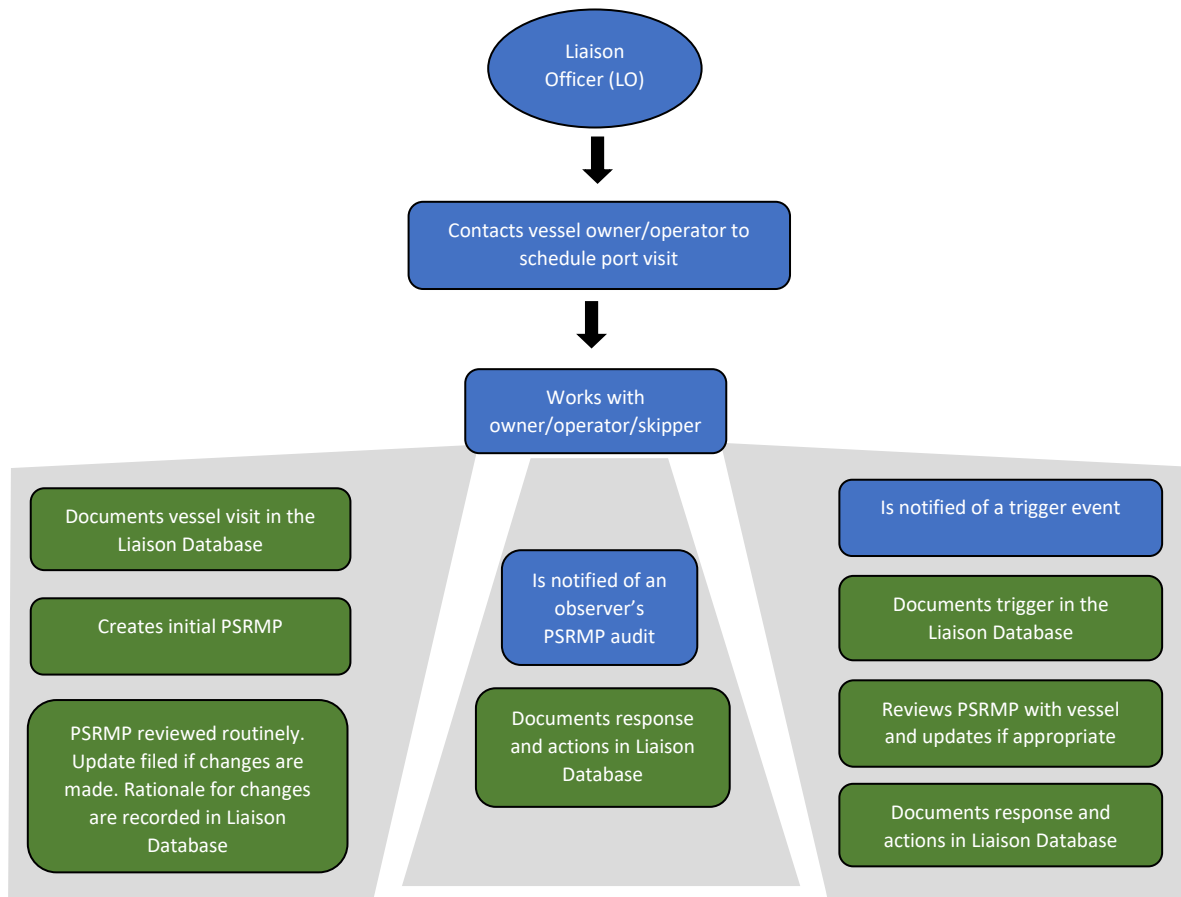 Liaison
Officer (LO)
Contacts vessel owner/operator to
schedule port visit
Works with
owner/operator/skipper
Documents vessel visit in the
Liaison Database
Creates initial PSRMP
PSRMP reviewed routinely.
Update filed if changes are
made. Rationale for changes
are recorded in Liaison
Database
Is notified of an
observer’s
PSRMP audit
Documents response
and actions in Liaison
Database
Is notified of a trigger event
Documents trigger in the
Liaison Database
Reviews PSRMP with vessel
and updates if appropriate
Documents response and
actions in Liaison Database